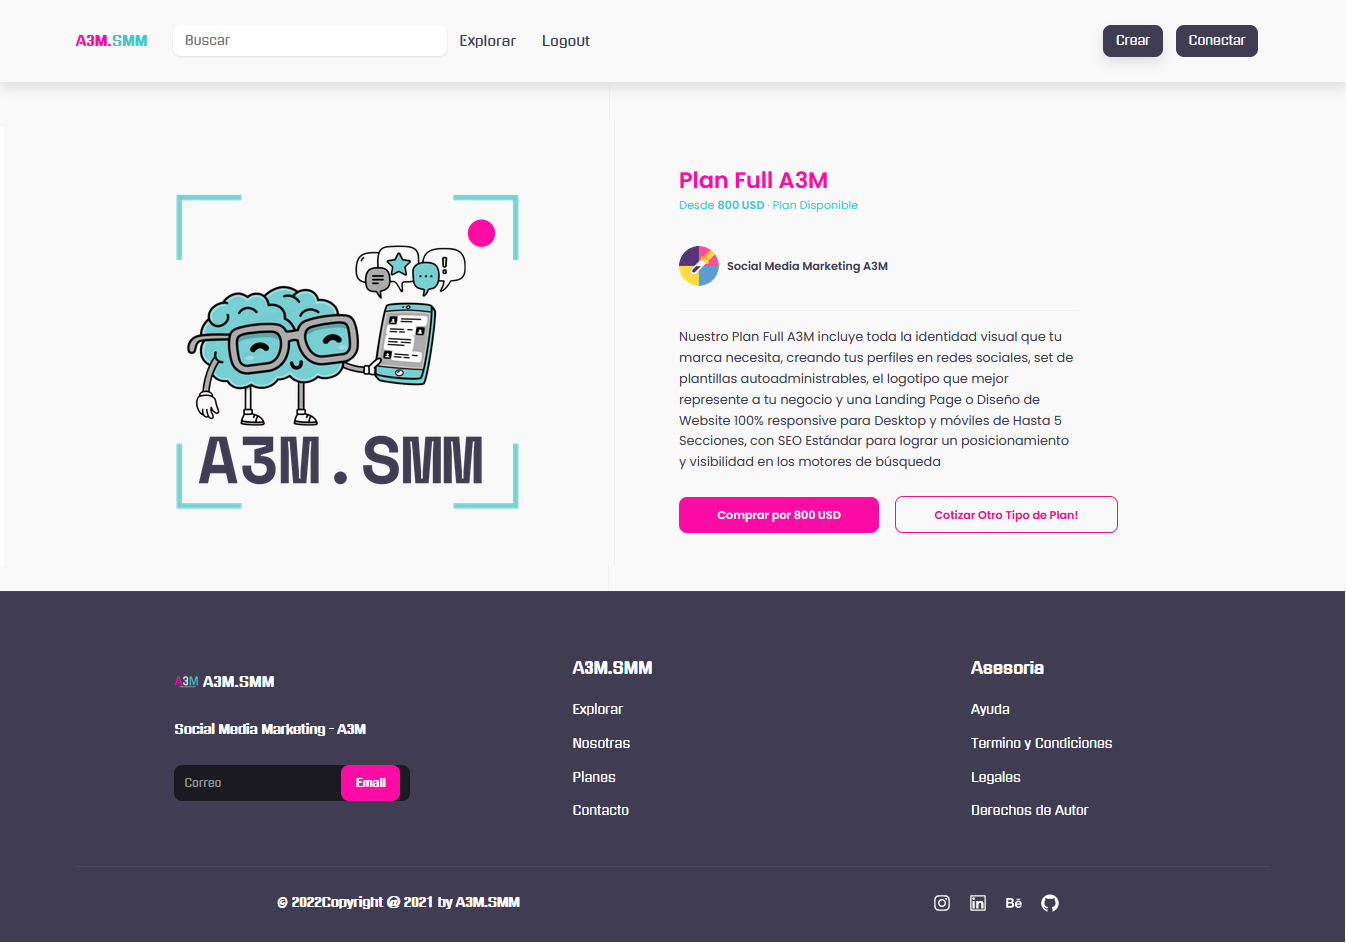 A3M.SMM
Buscar
Explorar
Logout
Crear
Conectar
A3M.SMM
Plan Full A3M
Desde 800 USD · Plan Disponible
Social Media Marketing A3M
Nuestro Plan Full A3M incluye toda la identidad visual que tu
marca necesita, creando tus perfiles en redes sociales, set de
plantillas autoadministrables, el logotipo que mejor
represente a tu negocio y una Landing Page o Diseño de
Website 100% responsive para Desktop y móviles de Hasta 5
Secciones, con SEO Estándar para lograr un posicionamiento
y visibilidad en los motores de búsqueda
Comprar por 800 USD
Cotizar Otro Tipo de Plan!
A3M A3M.SMM
Social Media Marketing - A3M
Correo
Email
A3M.SMM
Explorar
Nosotras
Planes
Contacto
Asesoria
Ayuda
Termino y Condiciones
Legales
Derechos de Autor
© 2022Copyright @ 2021 by A3M.SMM
in
Bē